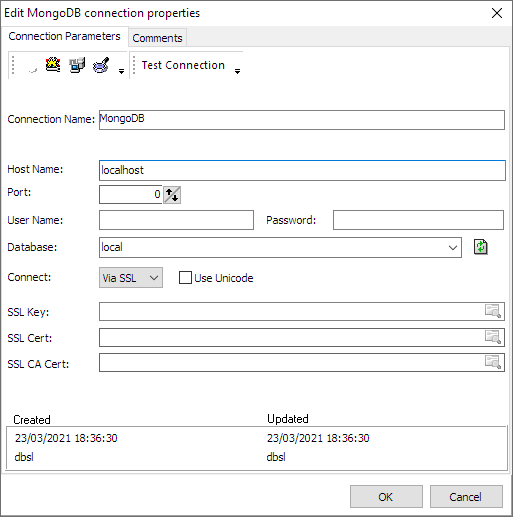 Edit MongoDB connection properties
Connection Parameters Comments
Test Connection
Connection Name: MongoDB
Host Name: localhost
Port: 0
User Name: Password:
Database: local
Connect: Via SSL Use Unicode
SSL Key:
SSL Cert:
SSL CA Cert:
Created Updated
23/03/2021 18:36:30 23/03/2021 18:36:30
dbsl dbsl
OK Cancel